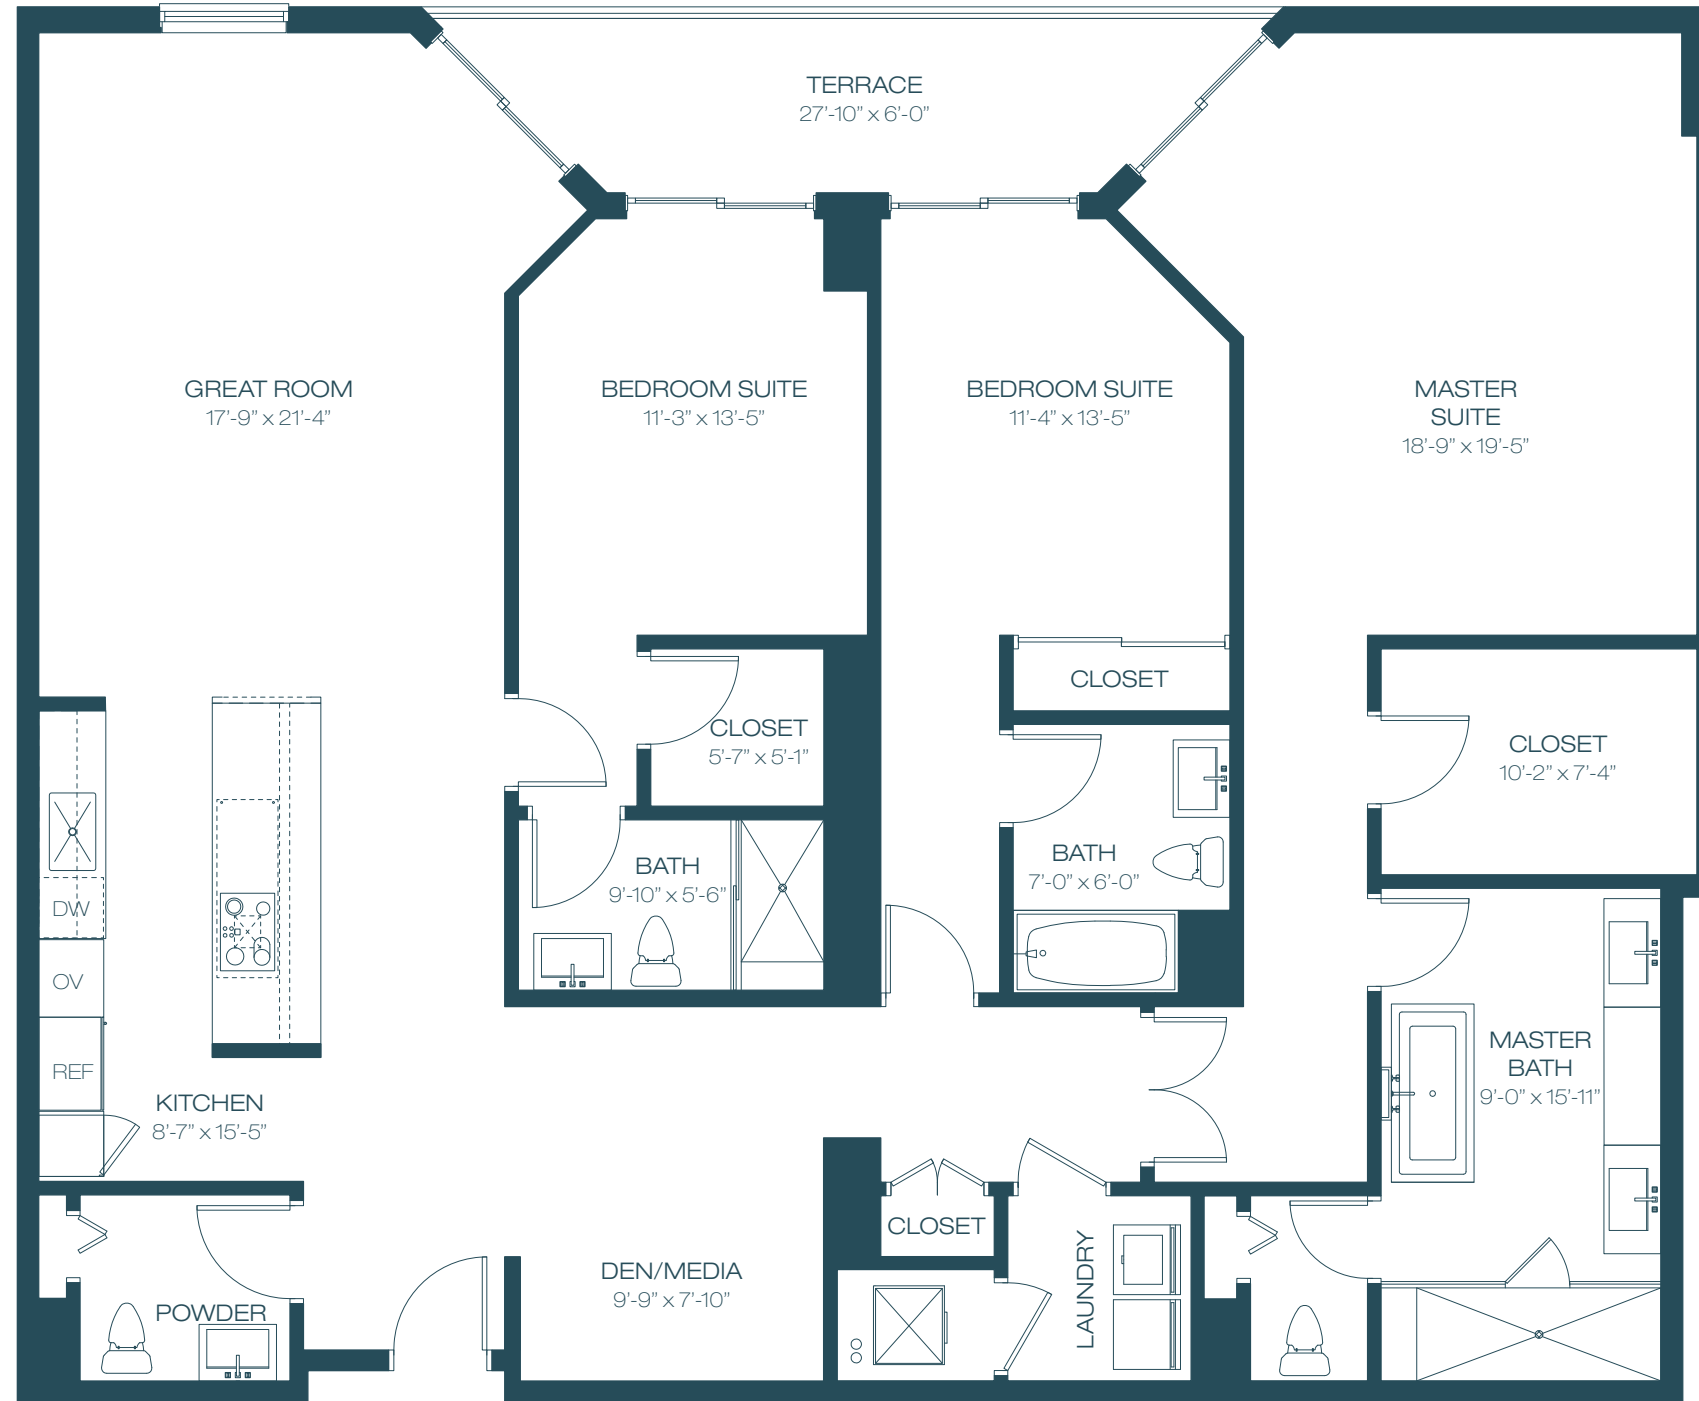 TERRACE
27'-10" x 6'-0"
GREAT ROOM
17'-9" x 21'-4"
BEDROOM SUITE
11'-3" x 13'-5"
BEDROOM SUITE
11'-4" x 13'-5"
MASTER
SUITE
18'-9" x 19'-5"
CLOSET
CLOSET
5'-7" x 5'-1"
CLOSET
10'-2" x 7'-4"
BATH
9'-10" x 5'-6"
BATH
7'-0" x 6'-0"
DW
OV
REF
KITCHEN
8'-7" x 15'-5"
MASTER
BATH
9'-0" x 15'-11"
CLOSET
LAUNDRY
DEN/MEDIA
9'-9" x 7'-10"
POWDER